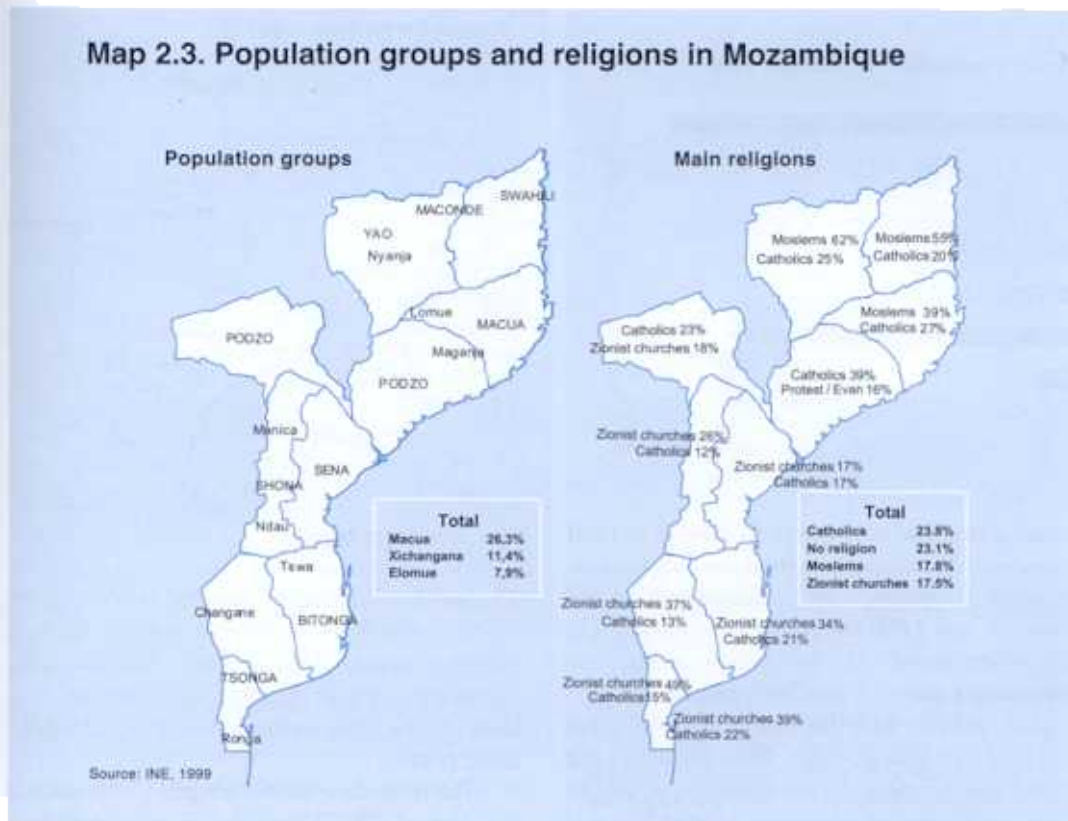 Map 2.3. Population groups and religions in Mozambique
Population groups
SWAHILI
MACONDE
YAO
Nyanja
Lomue
MACUA
Maganja
PODZO
PODZO
Manica
SENA
SHONA
Ndau
Tswa
Changane
BITONGA
TSONGA
Ronga
Total
Macua 26,3%
Xichangana 11,4%
Elomue 7,9%
Source: INE, 1999
Main religions
Moslems 62%
Catholics 25%
Moslems 55%
Catholics 20%
Moslems 39%
Catholics 27%
Catholics 23%
Zionist churches 18%
Catholics 39%
Protest / Evan 16%
Zionist churches 26%
Catholics 12%
Zionist churches 17%
Catholics 17%
Total
Catholics 23.8%
No religion 23.1%
Moslems 17.8%
Zionist churches 17.5%
Zionist churches 37%
Catholics 13%
Zionist churches 34%
Catholics 21%
Zionist churches 49%
Catholics 15%
Zionist churches 39%
Catholics 22%